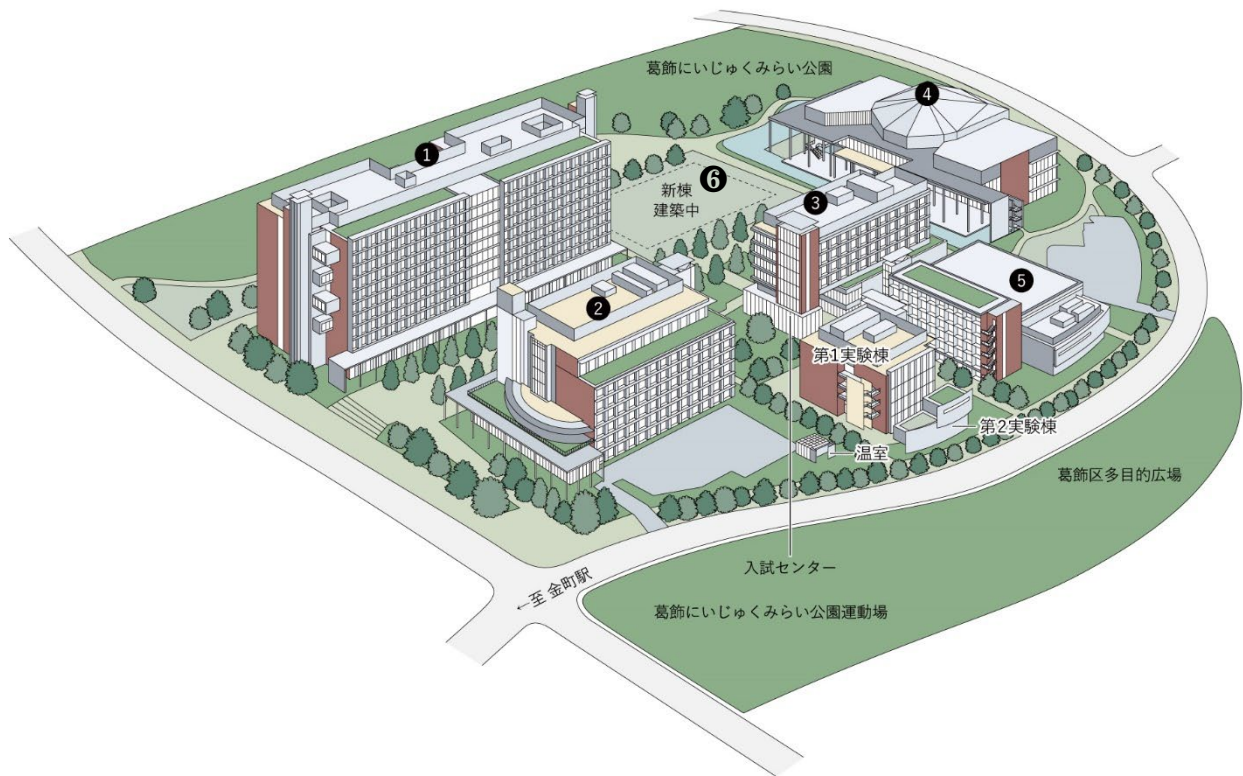 葛飾にいじゅくみらい公園
❹
❶
❻
新棟
建築中
❸
❺
❷
第1実験棟
第2実験棟
温室
葛飾区多目的広場
入試センター
←至 金町駅
葛飾にいじゅくみらい公園運動場